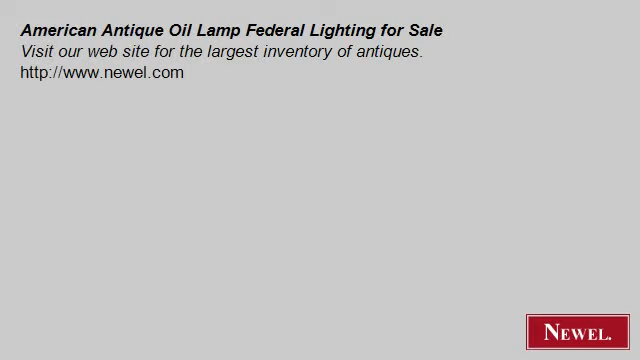 American Antique Oil Lamp Federal Lighting for Sale
Visit our web site for the largest inventory of antiques.
http://www.newel.com
NEWEL.